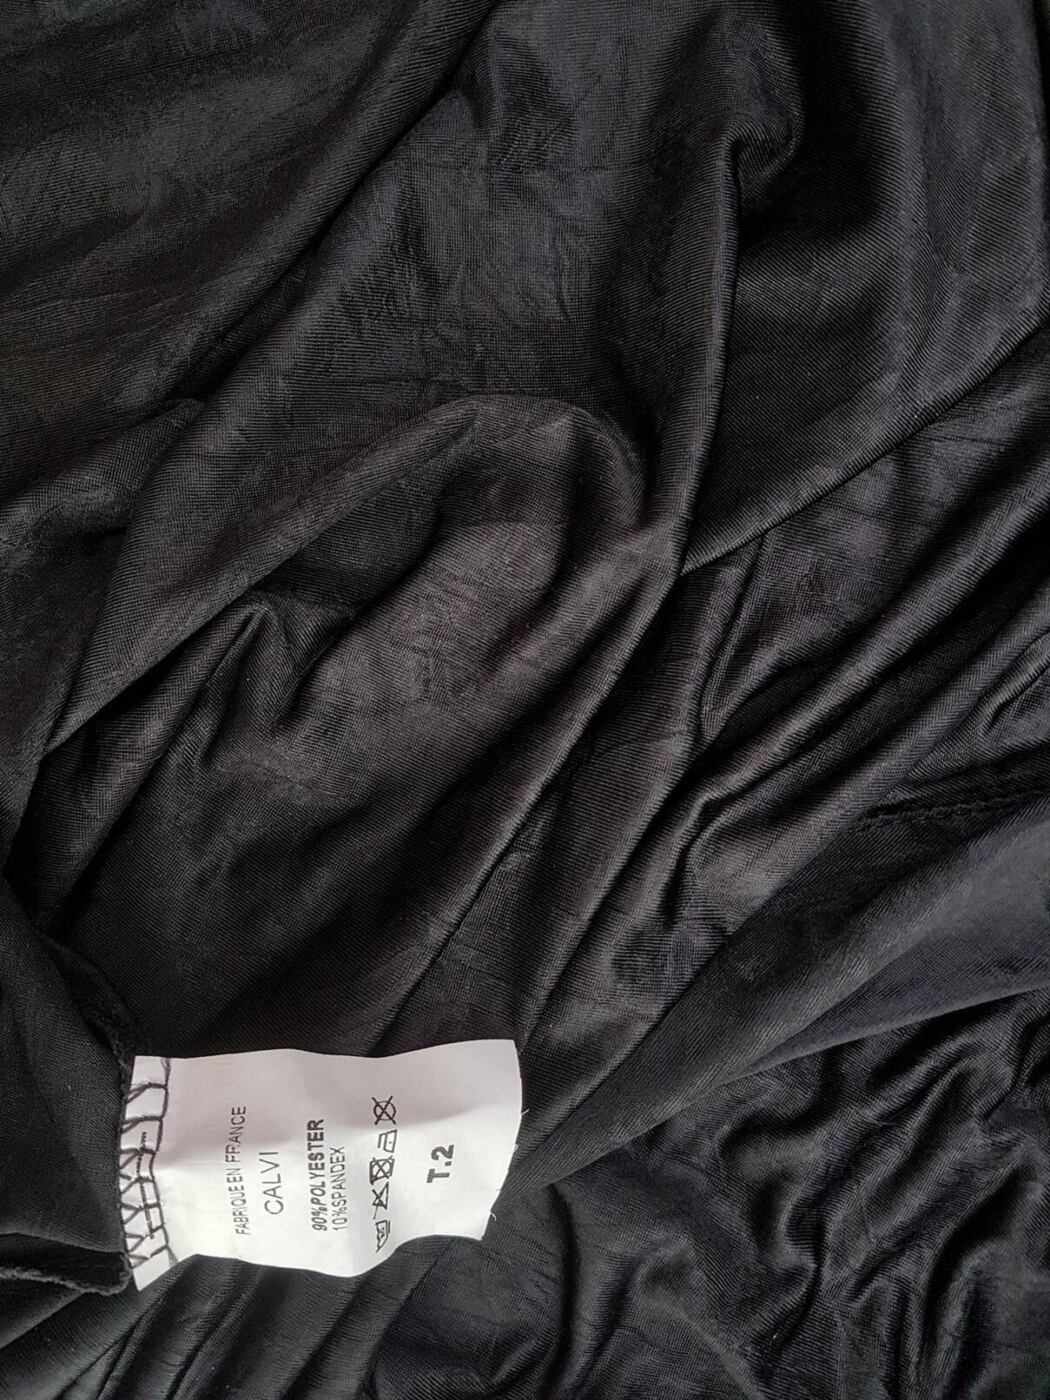 FABRIQUE EN FRANCE
CALVI
90%POLYESTER
10%SPANDEX
T.2